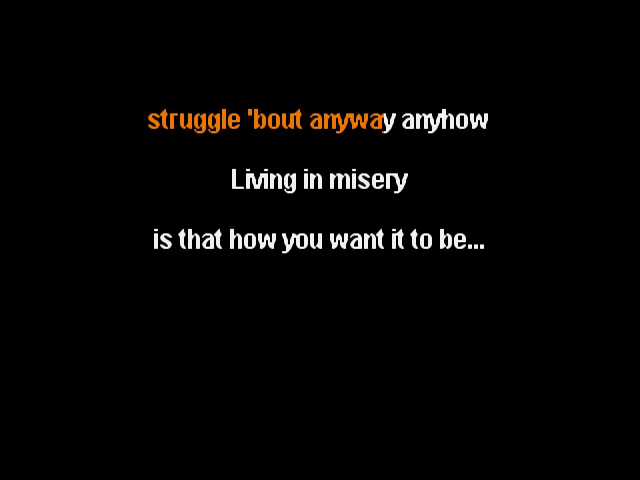 struggle 'bout anyway anyhow
Living in misery
is that how you want it to be...